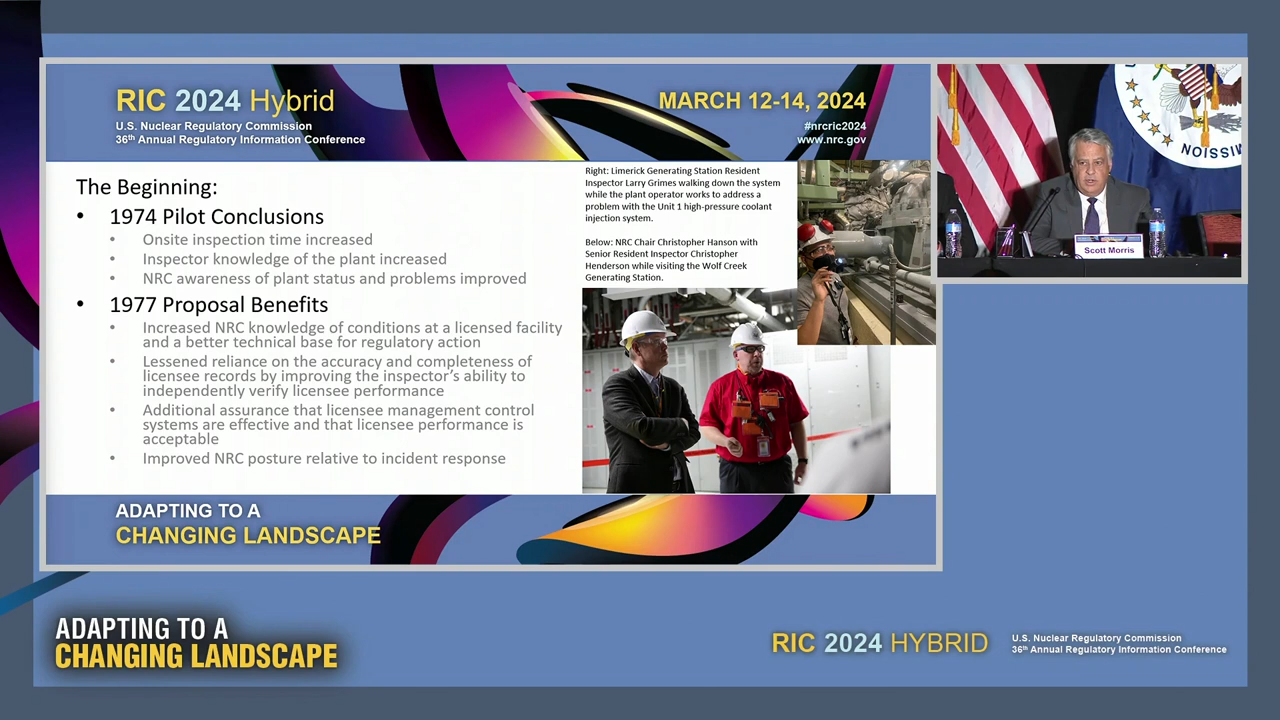 RIC 2024 Hybrid
U.S. Nuclear Regulatory Commission
36th Annual Regulatory Information Conference
MARCH 12-14, 2024
#nrcric2024
www.nrc.gov
The Beginning:
• 1974 Pilot Conclusions
• Onsite inspection time increased
• Inspector knowledge of the plant increased
• NRC awareness of plant status and problems improved
• 1977 Proposal Benefits
• Increased NRC knowledge of conditions at a licensed facility
and a better technical base for regulatory action
• Lessened reliance on the accuracy and completeness of
licensee records by improving the inspector's ability to
independently verify licensee performance
• Additional assurance that licensee management control
systems are effective and that licensee performance is
acceptable
• Improved NRC posture relative to incident response
Right: Limerick Generating Station Resident
Inspector Larry Grimes walking down the system
while the plant operator works to address a
problem with the Unit 1 high-pressure coolant
injection system.
Below: NRC Chair Christopher Hanson with
Senior Resident Inspector Christopher
Henderson while visiting the Wolf Creek
Generating Station.
ADAPTING TO A
CHANGING LANDSCAPE
Scott Morris
ADAPTING TO A
CHANGING LANDSCAPE
RIC 2024 HYBRID
U.S. Nuclear Regulatory Commission
36th Annual Regulatory Information Conference